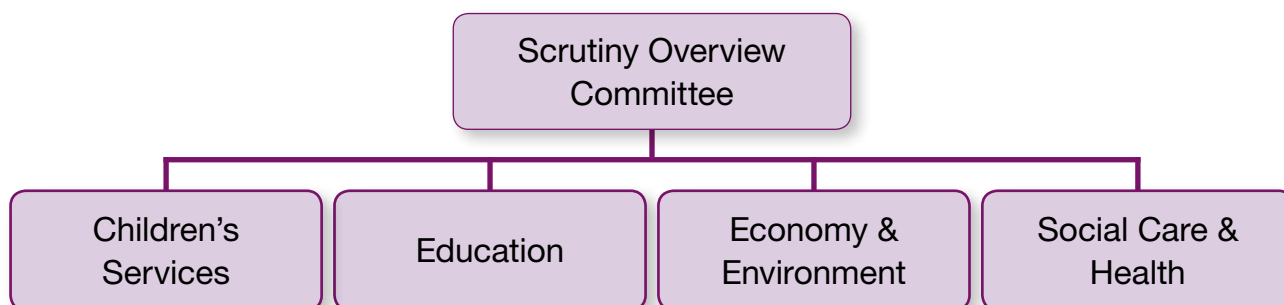 Scrutiny Overview
Committee
Children’s
Services
Education
Economy &
Environment
Social Care &
Health